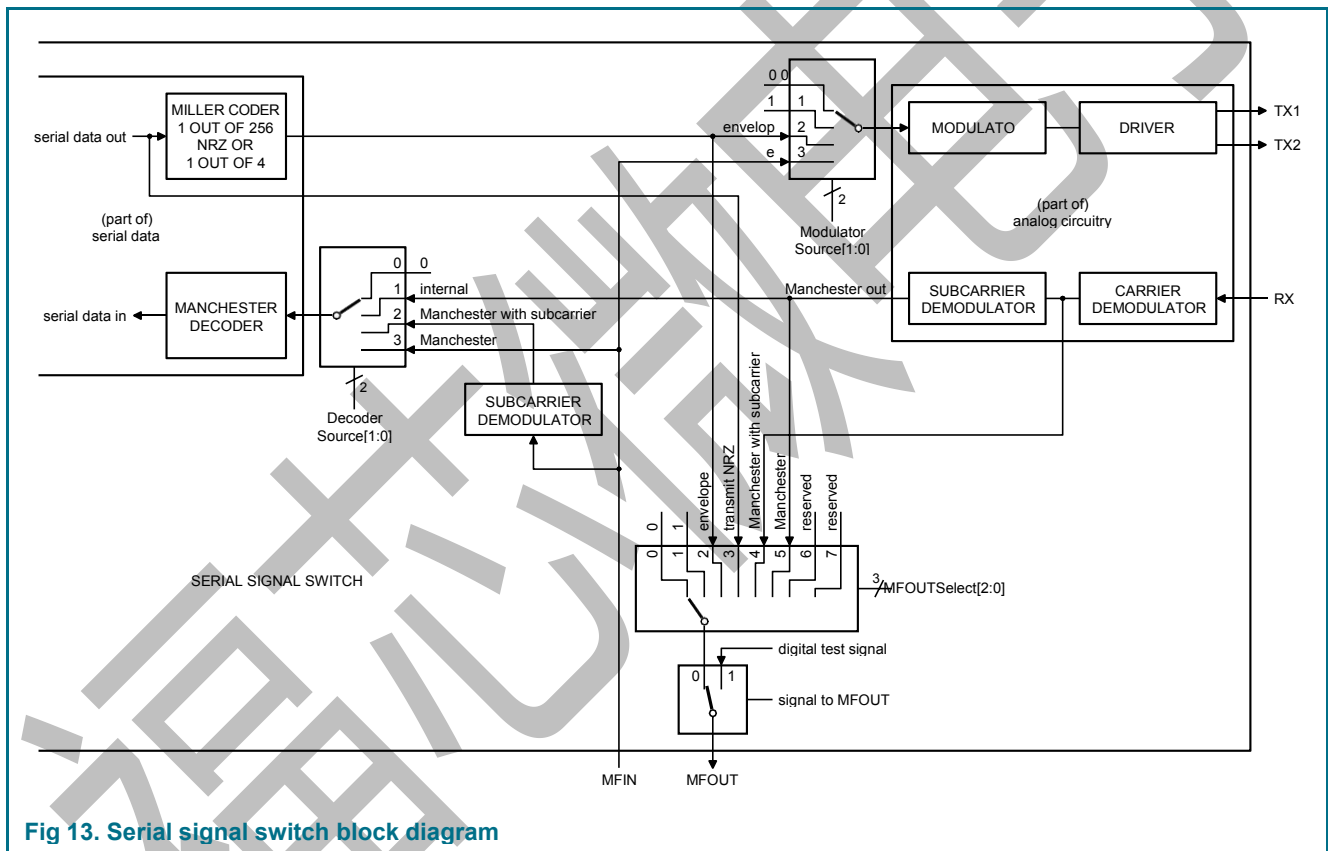 MILLER CODER
1 OUT OF 256
NRZ OR
1 OUT OF 4
serial data out
(part of)
serial data
MANCHESTER
DECODER
serial data in
0 0
1 internal
2 Manchester with subcarrier
3 Manchester
2
Decoder
Source[1:0]
SUBCARRIER
DEMODULATOR
0 0
1 1
envelop 2
e 3
2
Modulator
Source[1:0]
MODULATO
DRIVER
TX1
TX2
(part of)
analog circuitry
Manchester out
SUBCARRIER
DEMODULATOR
CARRIER
DEMODULATOR
RX
0
1
envelope
transmit NRZ
Manchester with subcarrier
Manchester
reserved
reserved
0 1 2 3 4 5 6 7
3
MFOUTSelect[2:0]
SERIAL SIGNAL SWITCH
digital test signal
0 1
signal to MFOUT
MFIN
MFOUT
Fig 13. Serial signal switch block diagram
福芯微电子